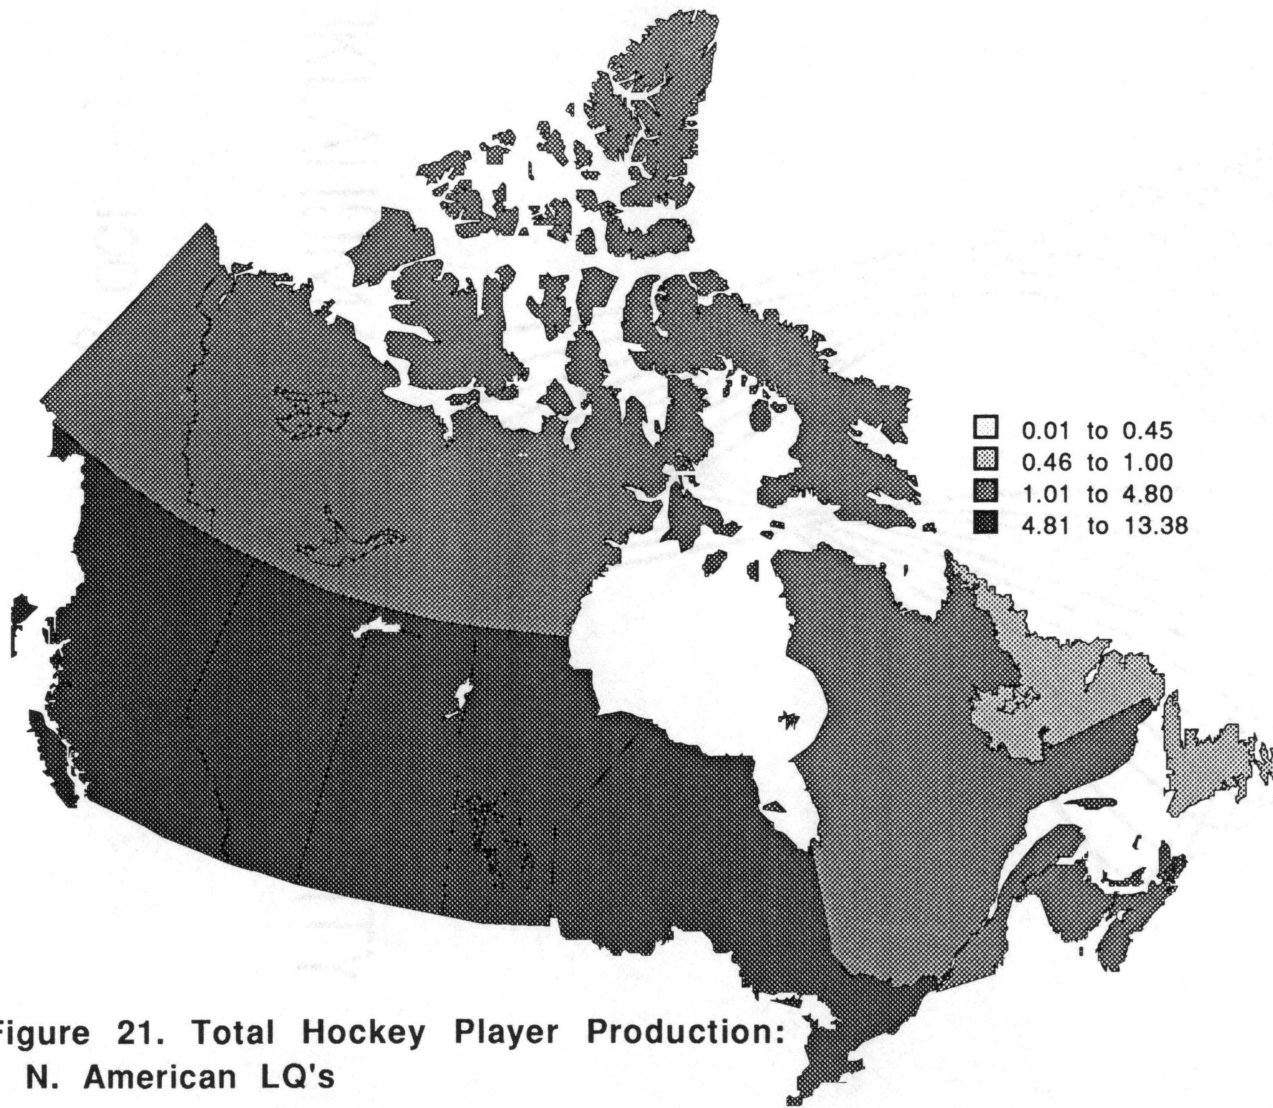 0.01 to 0.45
0.46 to 1.00
1.01 to 4.80
4.81 to 13.38
Figure 21. Total Hockey Player Production:
N. American LQ's